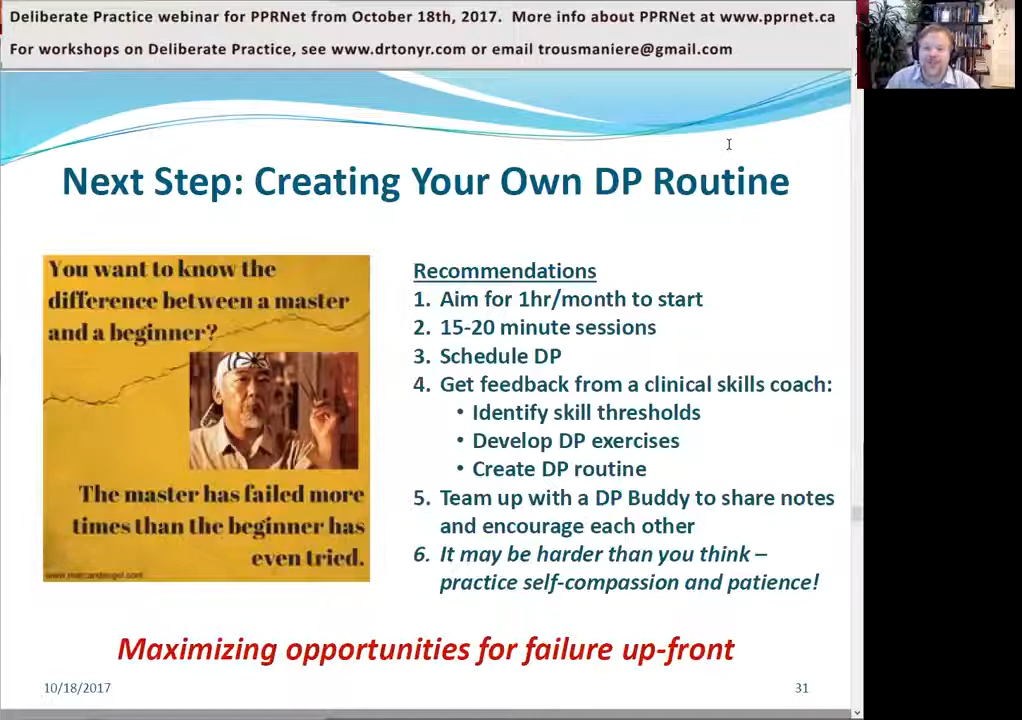 Deliberate Practice webinar for PPRNet from October 18th, 2017. More info about PPRNet at www.pprnet.ca
For workshops on Deliberate Practice, see www.drtonyr.com or email trousmaniere@gmail.com
Next Step: Creating Your Own DP Routine
You want to know the
difference between a master
and a beginner?
The master has failed more
times than the beginner has
even tried.
www.marcandangel.com
Recommendations
1. Aim for 1hr/month to start
2. 15-20 minute sessions
3. Schedule DP
4. Get feedback from a clinical skills coach:
• Identify skill thresholds
• Develop DP exercises
• Create DP routine
5. Team up with a DP Buddy to share notes
and encourage each other
6. It may be harder than you think –
practice self-compassion and patience!
Maximizing opportunities for failure up-front
10/18/2017
31